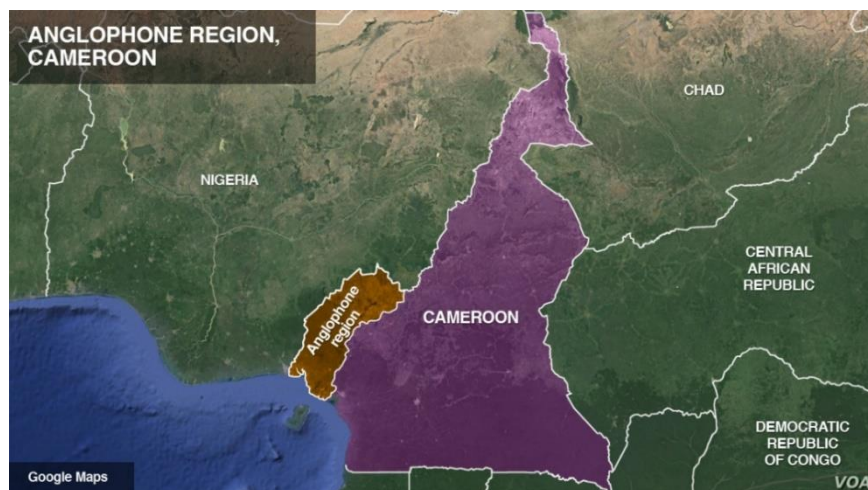 ANGLOPHONE REGION,
CAMEROON
CHAD
NIGERIA
CENTRAL
AFRICAN
REPUBLIC
Anglophone
region
CAMEROON
DEMOCRATIC
REPUBLIC
OF CONGO
Google Maps
VOA